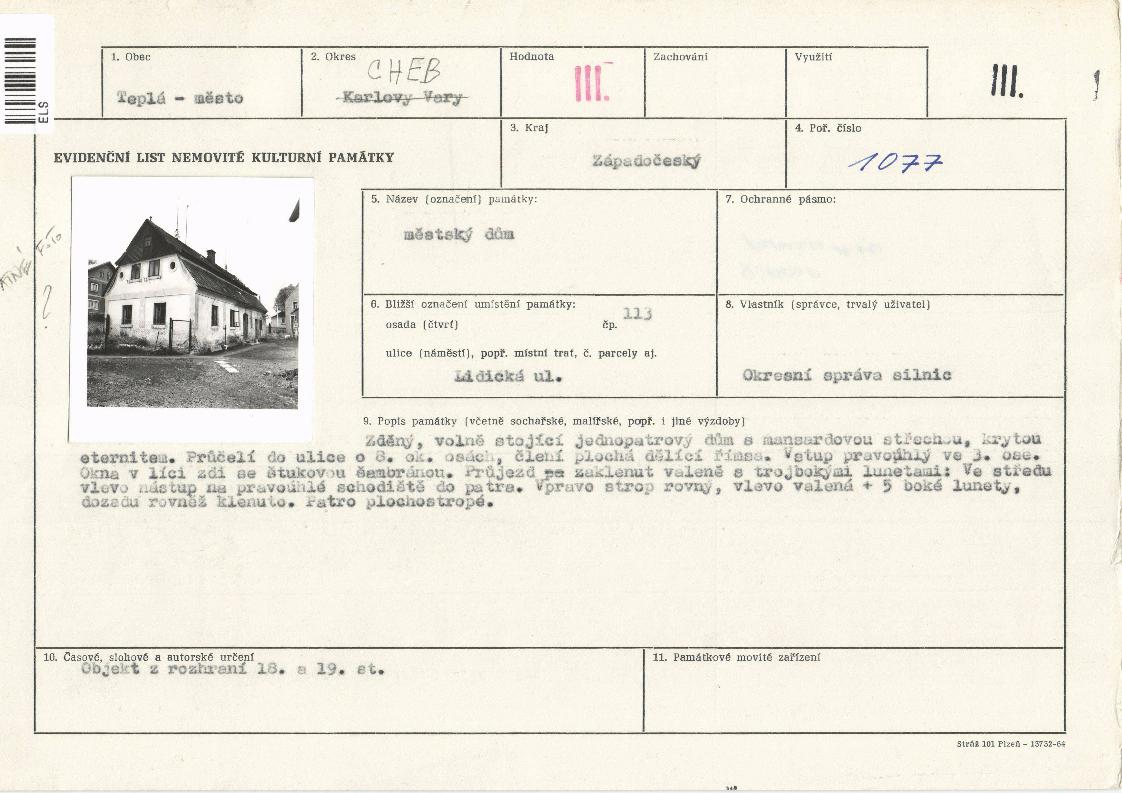 1. Obec
Teplá - město
2. Okres
CHEB
Karlovy Vary
Hodnota
III.
Zachování
Využití
III.
ELS
3. Kraj
Západočeský
4. Poř. číslo
1077
EVIDENČNÍ LIST NEMOVITÉ KULTURNÍ PAMÁTKY
5. Název (označení) památky:
městský dům
7. Ochranné pásmo:
6. Bližší označení umístění památky:
osada (čtvrť) čp. 113
ulice (náměstí), popř. místní trať, č. parcely aj.
Lidická ul.
8. Vlastník (správce, trvalý uživatel)
Okresní správa silnic
FOTO
?
9. Popis památky (včetně sochařské, malířské, popř. i jiné výzdoby)
Zděný, volně stojící jednopatrový dům s mansardovou střechou, krytou
eternitem. Průčelí do ulice o 8. ok. osách, člení plochá dělící římsa. Vstup pravoúhlý ve 3. ose.
Okna v líci zdi se štukovou šambránou. Průjezd zaklenut valeně s trojbokými lunetami: Ve středu
vlevo nástup na pravoúhlé schodiště do patra. Vpravo strop rovný, vlevo valená + 5 boké lunety,
dozadu rovněž klenuto. Patro plochostropé.
10. Časové, slohové a autorské určení
Objekt z rozhraní 18. a 19. st.
11. Památkové movité zařízení
Stráž 101 Plzeň - 13732-64